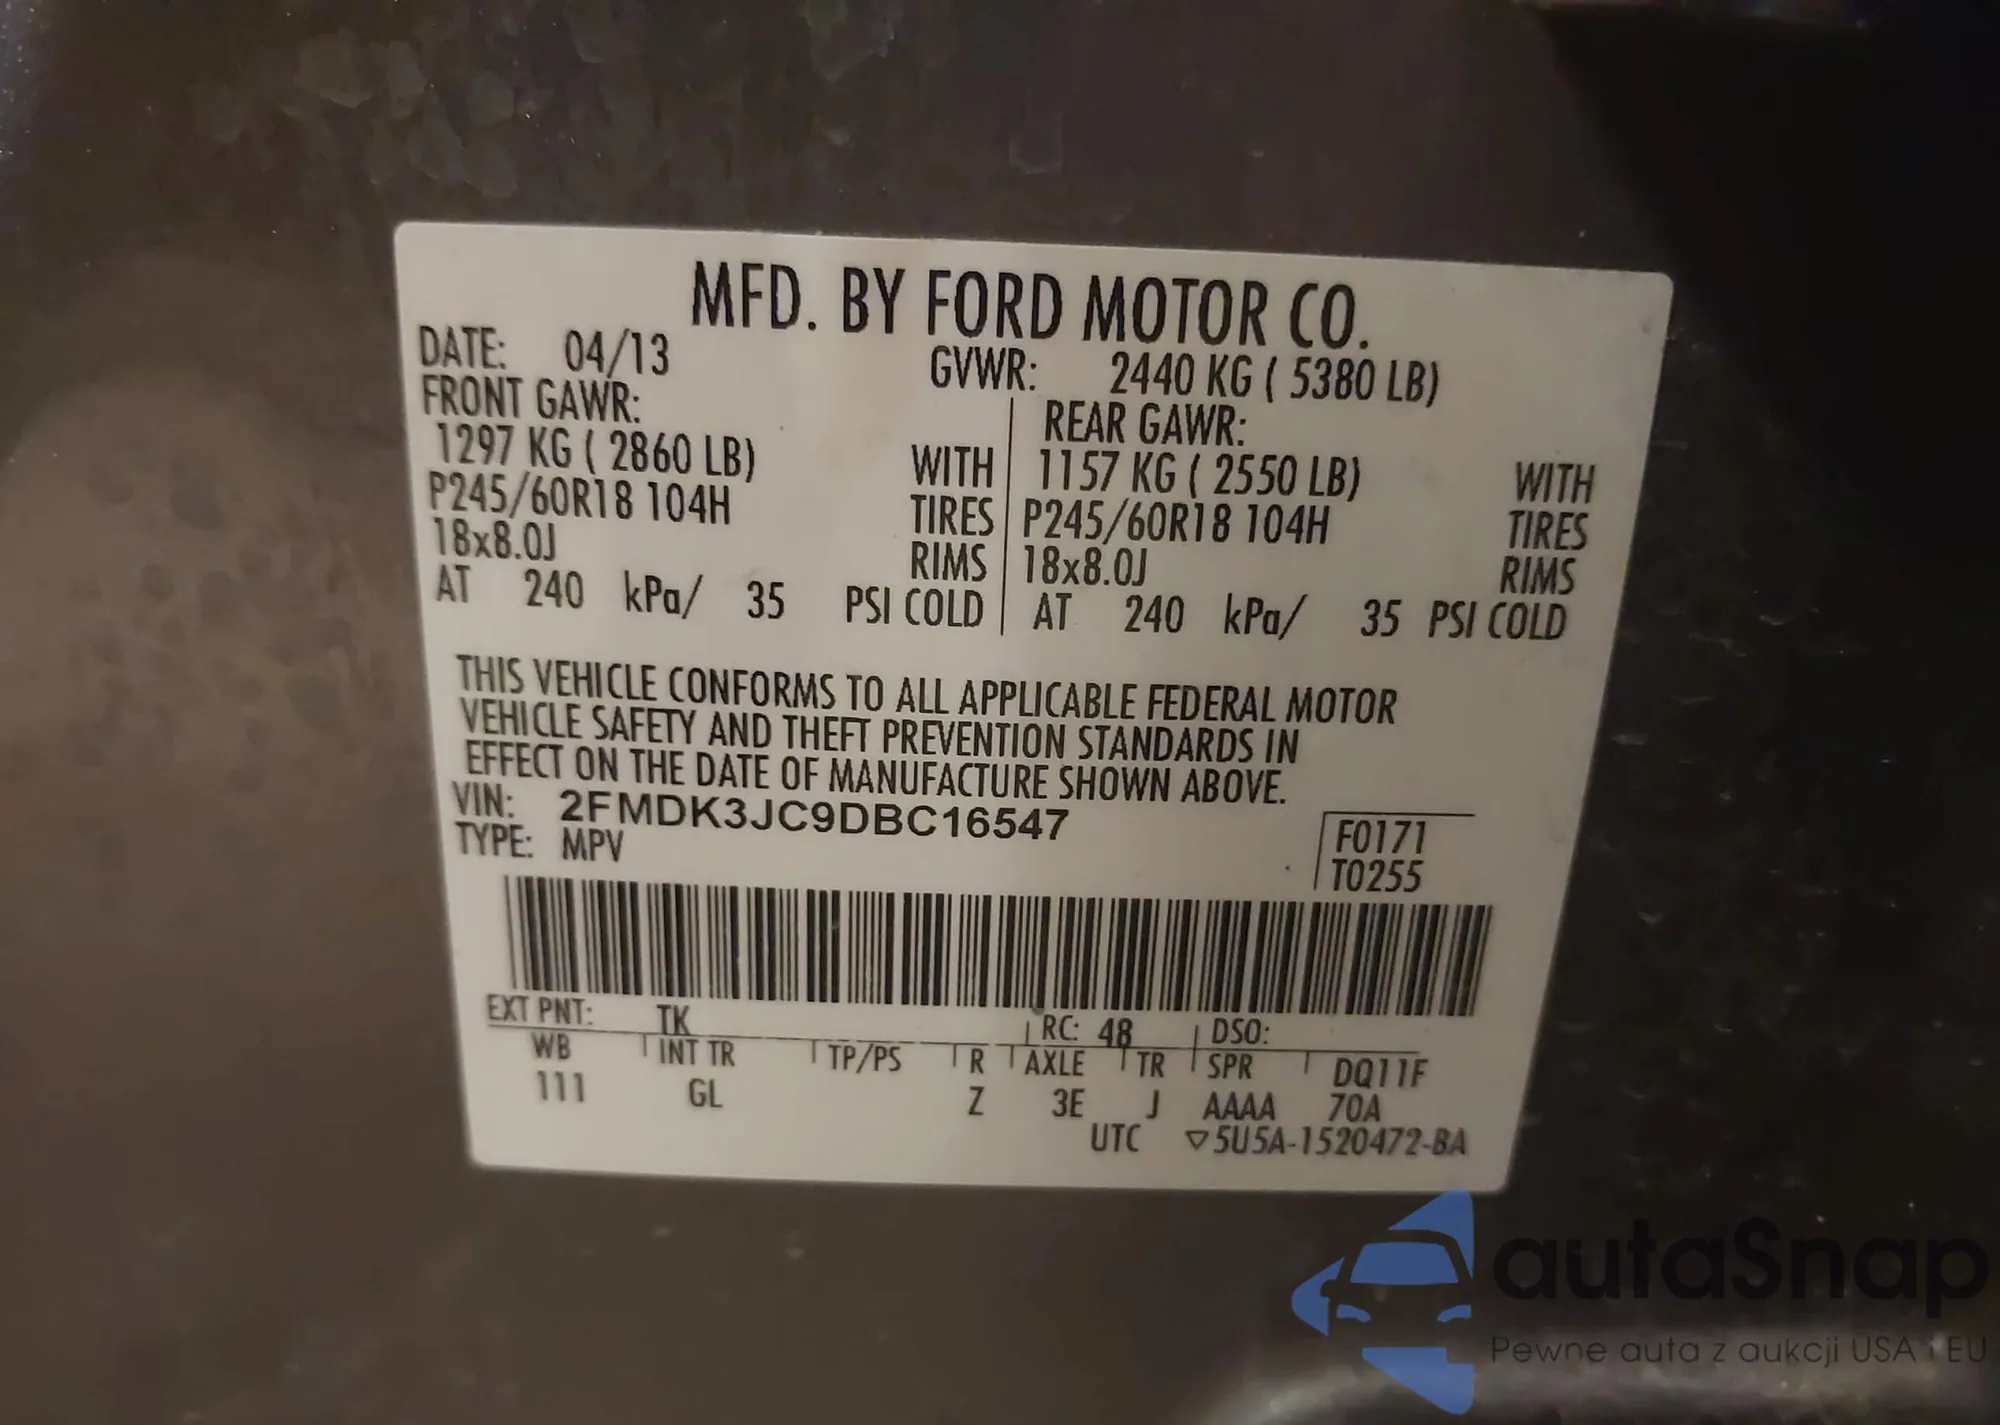 MFD. BY FORD MOTOR CO.
DATE: 04/13 GVWR: 2440 KG ( 5380 LB)
FRONT GAWR: REAR GAWR:
1297 KG ( 2860 LB) WITH 1157 KG ( 2550 LB) WITH
P245/60R18 104H TIRES P245/60R18 104H TIRES
18x8.0J RIMS 18x8.0J RIMS
AT 240 kPa/ 35 PSI COLD AT 240 kPa/ 35 PSI COLD
THIS VEHICLE CONFORMS TO ALL APPLICABLE FEDERAL MOTOR
VEHICLE SAFETY AND THEFT PREVENTION STANDARDS IN
EFFECT ON THE DATE OF MANUFACTURE SHOWN ABOVE.
VIN: 2FMDK3JC9DBC16547 F0171
TYPE: MPV T0255
EXT PNT: TK RC: 48 DSO:
WB INT TR TP/PS R AXLE TR SPR DQ11F
111 GL Z 3E J AAAA 70A
UTC ▽5U5A-1520472-BA
autaSnap
Pewne auta z aukcji USA i EU